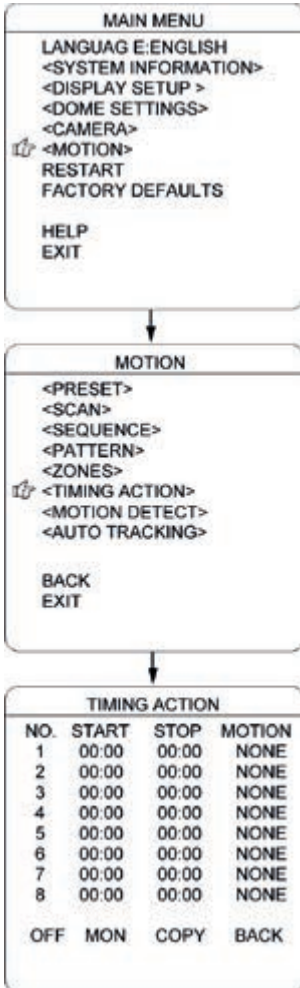 MAIN MENU
LANGUAG E:ENGLISH
<SYSTEM INFORMATION>
<DISPLAY SETUP >
<DOME SETTINGS>
<CAMERA>
<MOTION>
RESTART
FACTORY DEFAULTS
HELP
EXIT
MOTION
<PRESET>
<SCAN>
<SEQUENCE>
<PATTERN>
<ZONES>
<TIMING ACTION>
<MOTION DETECT>
<AUTO TRACKING>
BACK
EXIT
TIMING ACTION
NO. START STOP MOTION
1 00:00 00:00 NONE
2 00:00 00:00 NONE
3 00:00 00:00 NONE
4 00:00 00:00 NONE
5 00:00 00:00 NONE
6 00:00 00:00 NONE
7 00:00 00:00 NONE
8 00:00 00:00 NONE
OFF MON COPY BACK